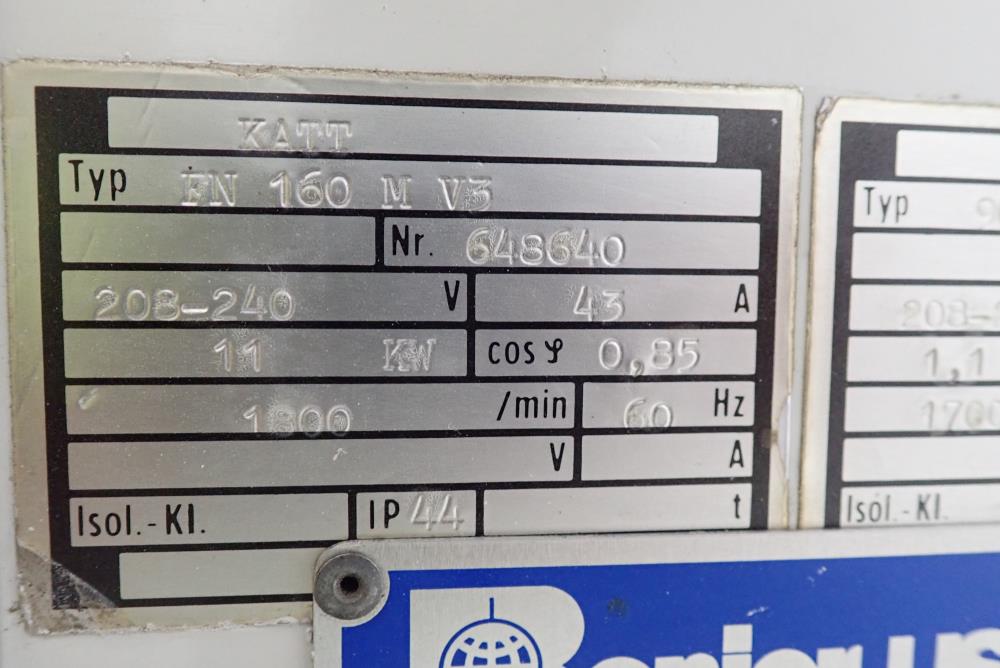 KATT
Typ FN 160 M V3
Nr. 648640
208-240 V 43 A
11 KW cos φ 0,85
1800 /min 60 Hz
V A
Isol.-Kl. IP 44 t
Typ 9
208-
1,1
1700
Isol.-Kl.